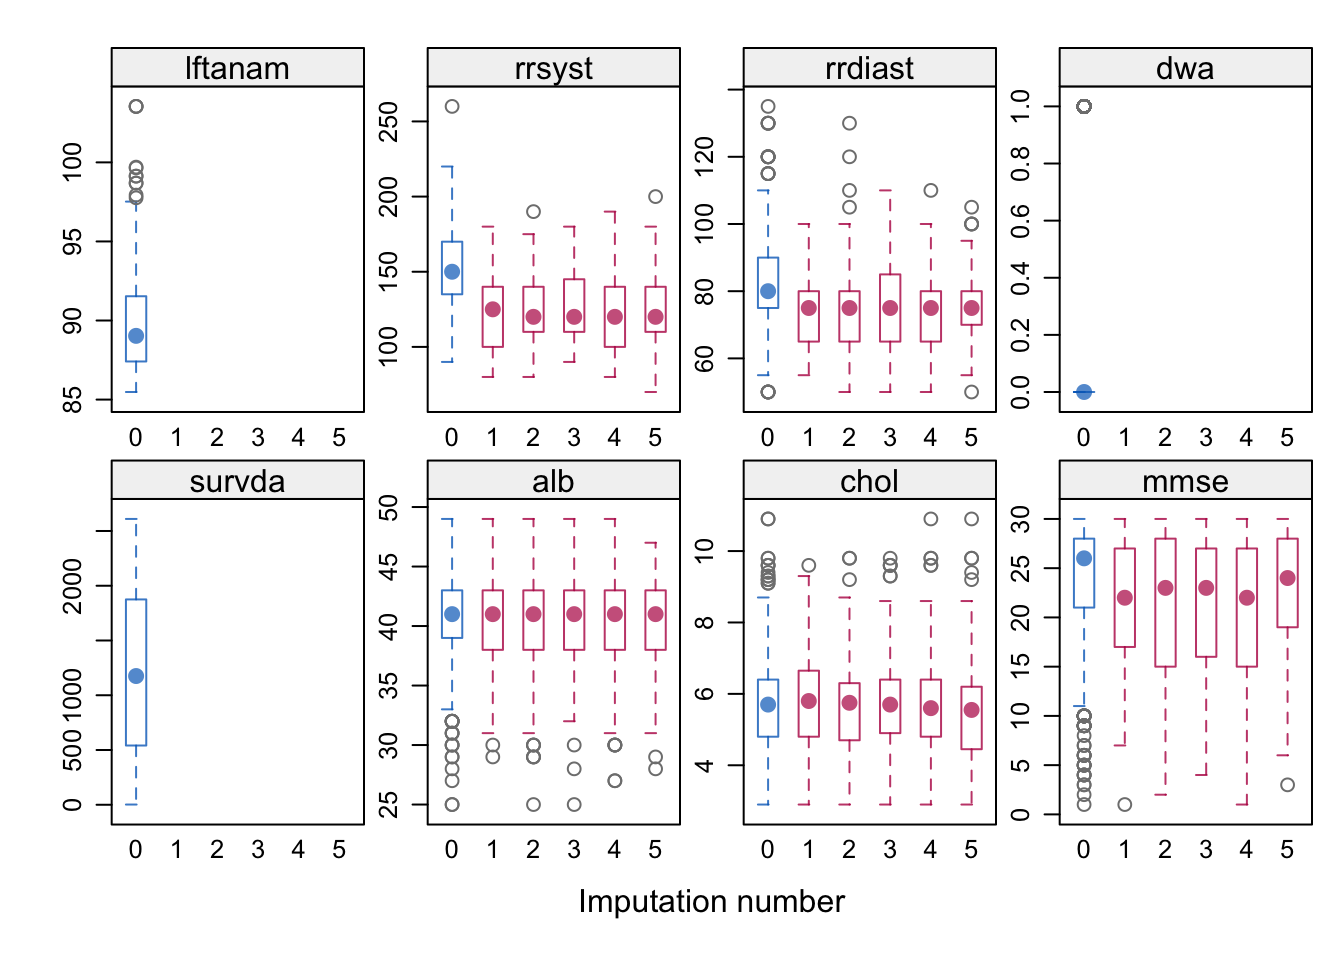 lftanam rrsyst rrdiast dwa
85 90 95 100
100 150 200 250
60 80 100 120
0.0 0.2 0.4 0.6 0.8 1.0
0 1 2 3 4 5 0 1 2 3 4 5 0 1 2 3 4 5 0 1 2 3 4 5
survda alb chol mmse
0 500 1000 2000
25 30 35 40 45 50
4 6 8 10
0 5 10 15 20 25 30
0 1 2 3 4 5 0 1 2 3 4 5 0 1 2 3 4 5 0 1 2 3 4 5
Imputation number